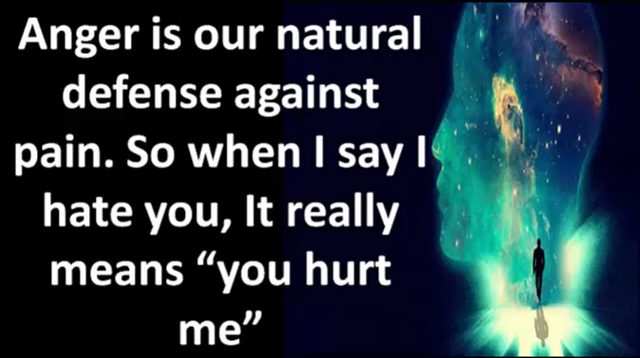 Anger is our natural
defense against
pain. So when I say I
hate you, It really
means “you hurt
me”